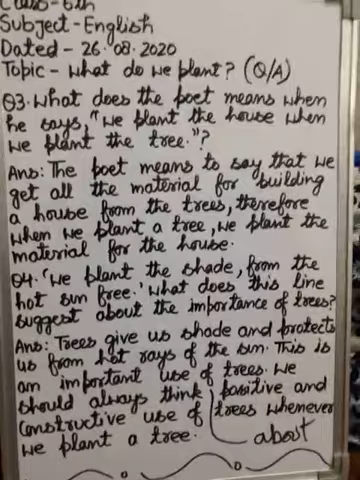 Class-6th
Subject-English
Dated-26.08.2020
Topic-What do we plant? (Q/A)
Q3. What does the poet means when
he says, "we plant the house when
we plant the tree."?
Ans: The poet means to say that we
get all the material for building
a house from the trees, therefore
when we plant a tree, we plant the
material for the house.
Q4. 'We plant the shade, from the
hot sun free.' What does this line
suggest about the importance of trees?
Ans: Trees give us shade and protects
us from hot rays of the sun. This is
an important use of trees. We
should always think positive and
constructive use of trees whenever
we plant a tree. about